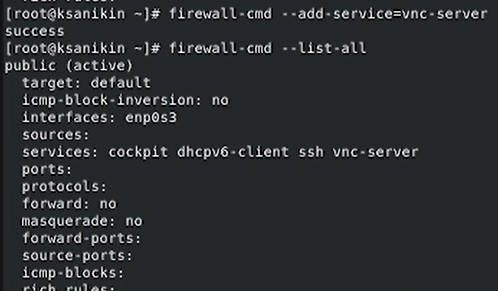 rich rules:
[root@ksanikin ~]# firewall-cmd --add-service=vnc-server
success
[root@ksanikin ~]# firewall-cmd --list-all
public (active)
  target: default
  icmp-block-inversion: no
  interfaces: enp0s3
  sources:
  services: cockpit dhcpv6-client ssh vnc-server
  ports:
  protocols:
  forward: no
  masquerade: no
  forward-ports:
  source-ports:
  icmp-blocks:
  rich rules: